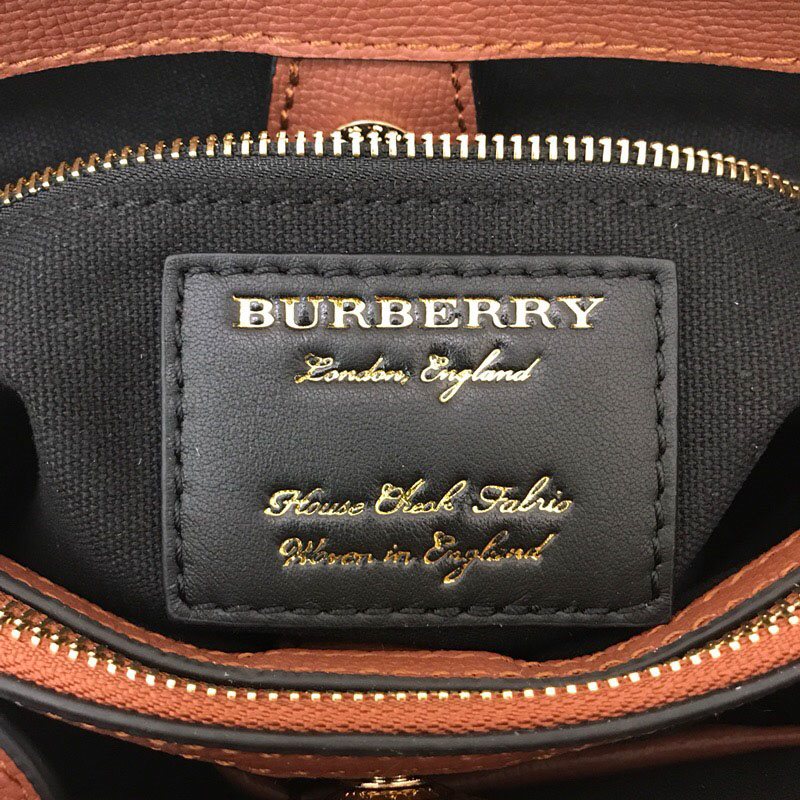 BURBERRY
London, England
House Check Fabric
Woven in England